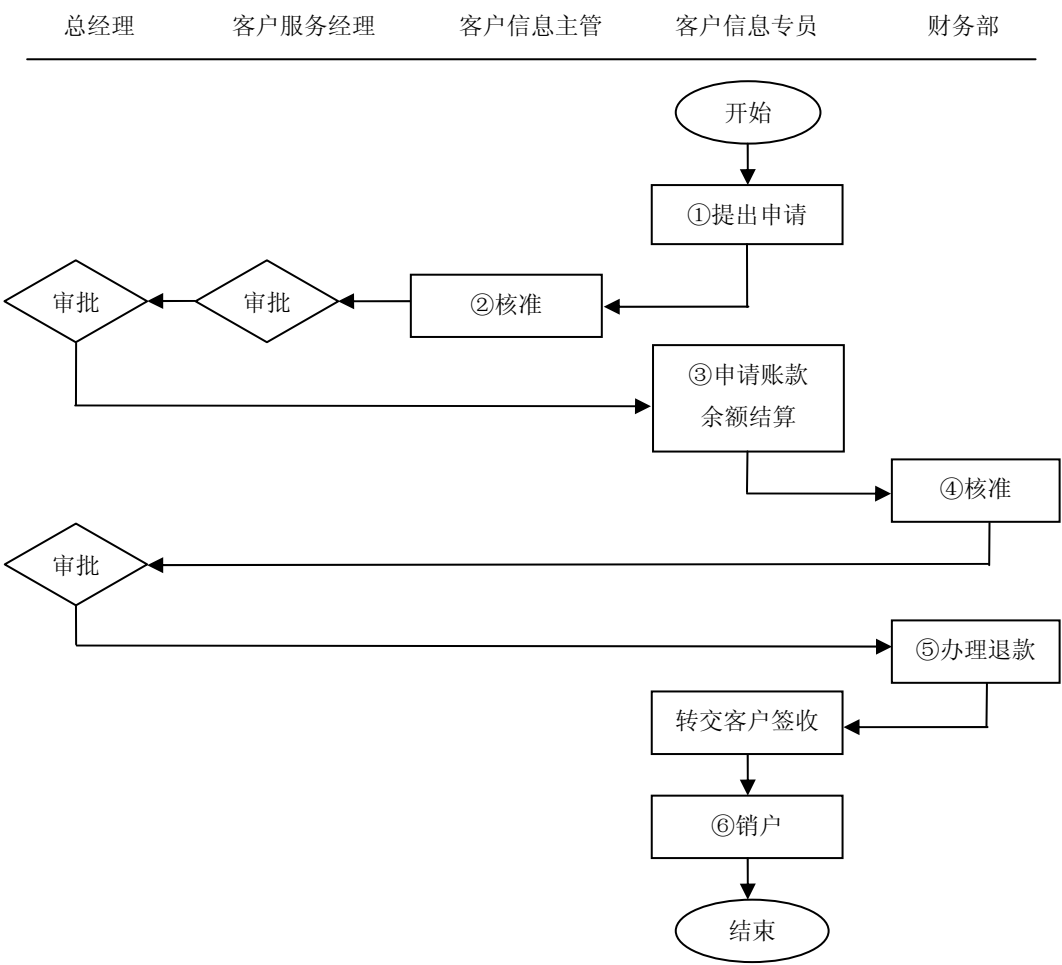 总经理 客户服务经理 客户信息主管 客户信息专员 财务部
开始
①提出申请
审批 审批 ②核准
③申请账款
余额结算
④核准
审批
⑤办理退款
转交客户签收
⑥销户
结束